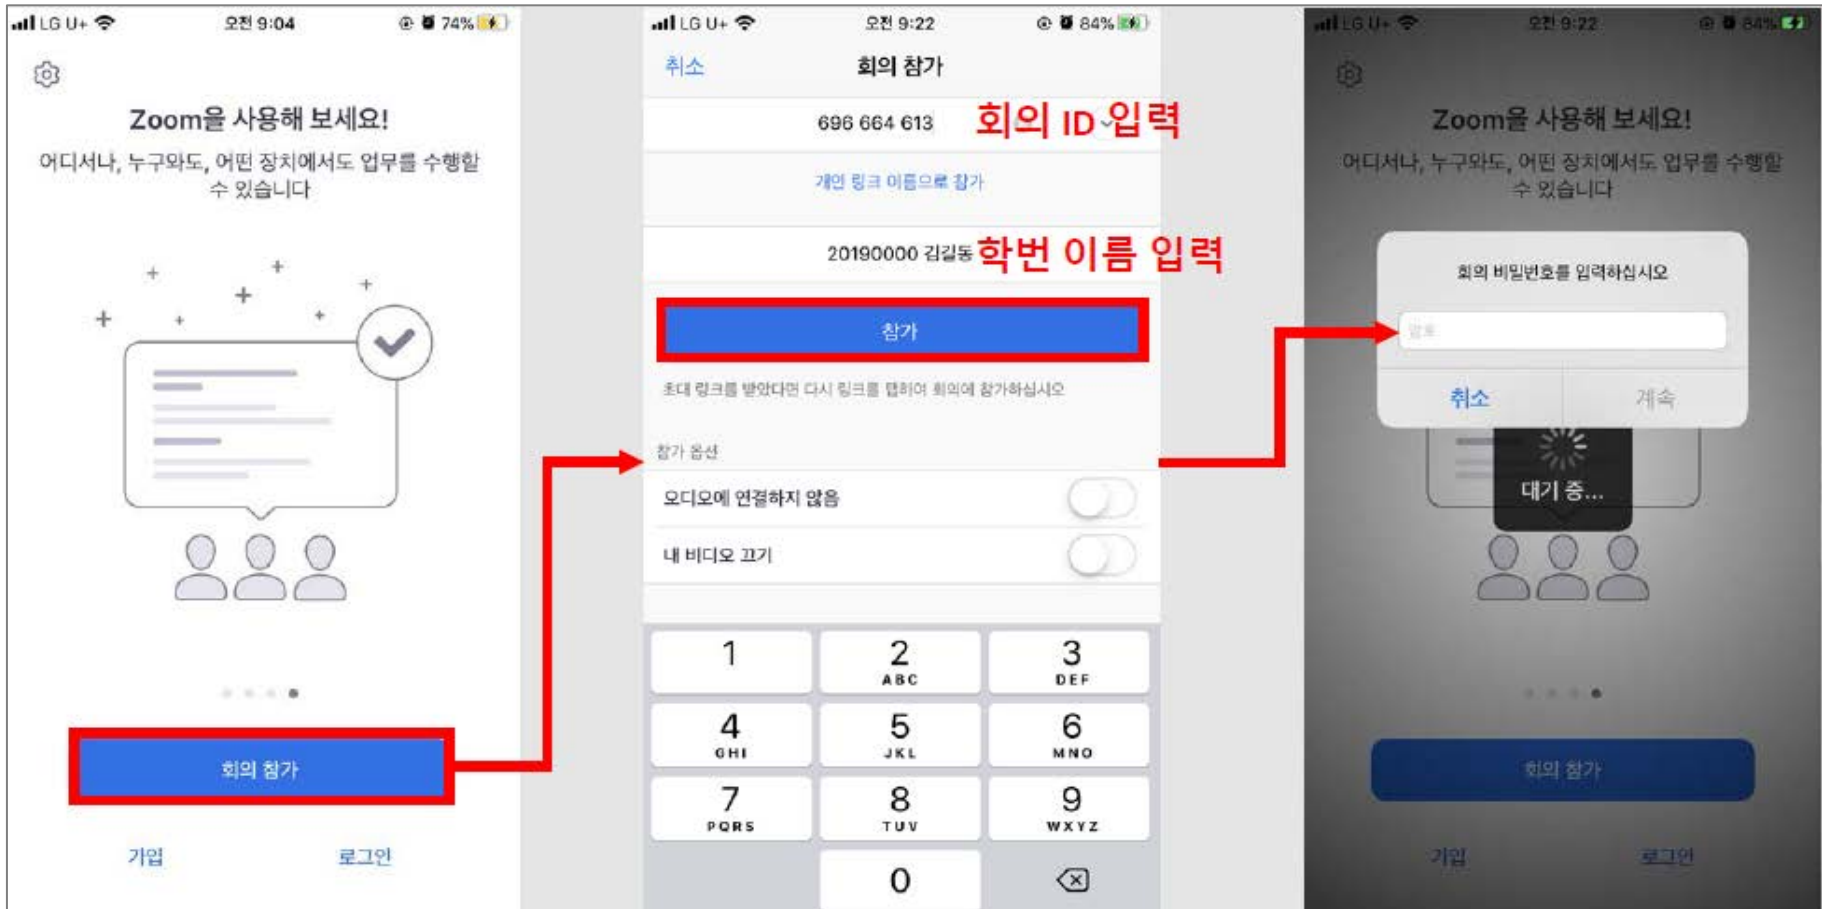 LG U+
오전 9:04
74%
Zoom을 사용해 보세요!
어디서나, 누구와도, 어떤 장치에서도 업무를 수행할
수 있습니다
회의 참가
가입
로그인
LG U+
오전 9:22
84%
취소
회의 참가
696 664 613
회의 ID 입력
개인 링크 이름으로 참가
20190000 김길동
학번 이름 입력
참가
초대 링크를 받았다면 다시 링크를 탭하여 회의에 참가하십시오
참가 옵션
오디오에 연결하지 않음
내 비디오 끄기
1
2
ABC
3
DEF
4
GHI
5
JKL
6
MNO
7
PQRS
8
TUV
9
WXYZ
0
LG U+
오전 9:22
84%
Zoom을 사용해 보세요!
어디서나, 누구와도, 어떤 장치에서도 업무를 수행할
수 있습니다
회의 비밀번호를 입력하십시오
암호
취소
계속
대기 중...
회의 참가
가입
로그인